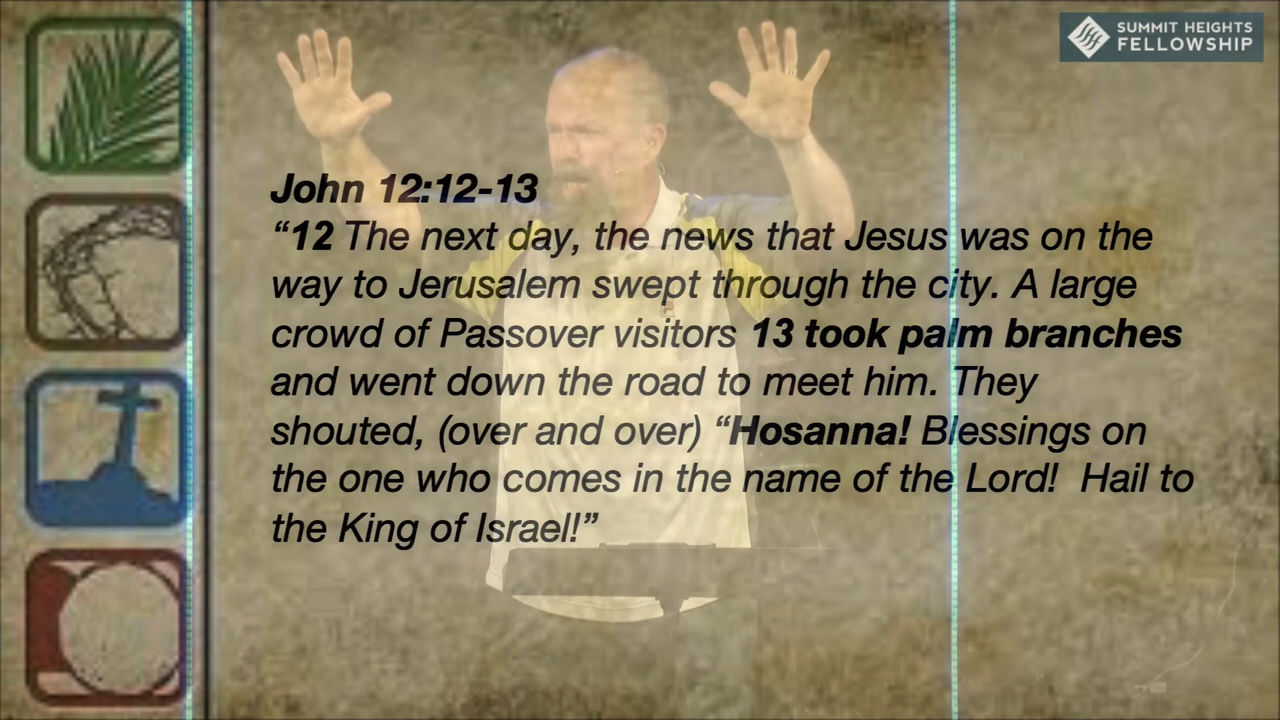 SUMMIT HEIGHTS
FELLOWSHIP
John 12:12-13
“12 The next day, the news that Jesus was on the
way to Jerusalem swept through the city. A large
crowd of Passover visitors 13 took palm branches
and went down the road to meet him. They
shouted, (over and over) “Hosanna! Blessings on
the one who comes in the name of the Lord!  Hail to
the King of Israel!”